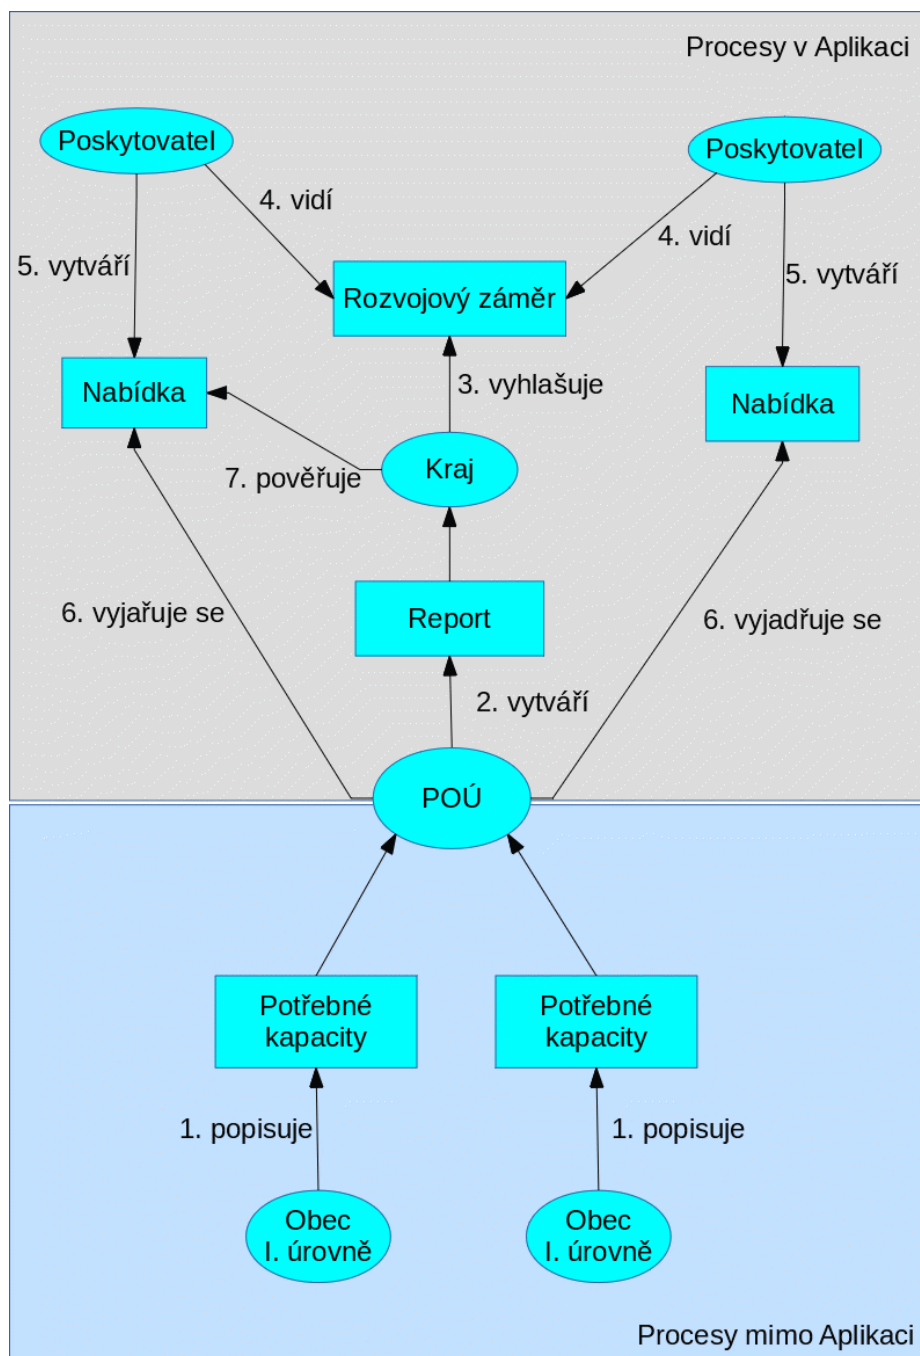 Procesy v Aplikaci
Poskytovatel
Poskytovatel
4. vidí
4. vidí
5. vytváří
5. vytváří
Rozvojový záměr
Nabídka
3. vyhlašuje
Nabídka
7. pověřuje
Kraj
6. vyjařuje se
Report
6. vyjadřuje se
2. vytváří
POÚ
Potřebné
kapacity
Potřebné
kapacity
1. popisuje
1. popisuje
Obec
I. úrovně
Obec
I. úrovně
Procesy mimo Aplikaci